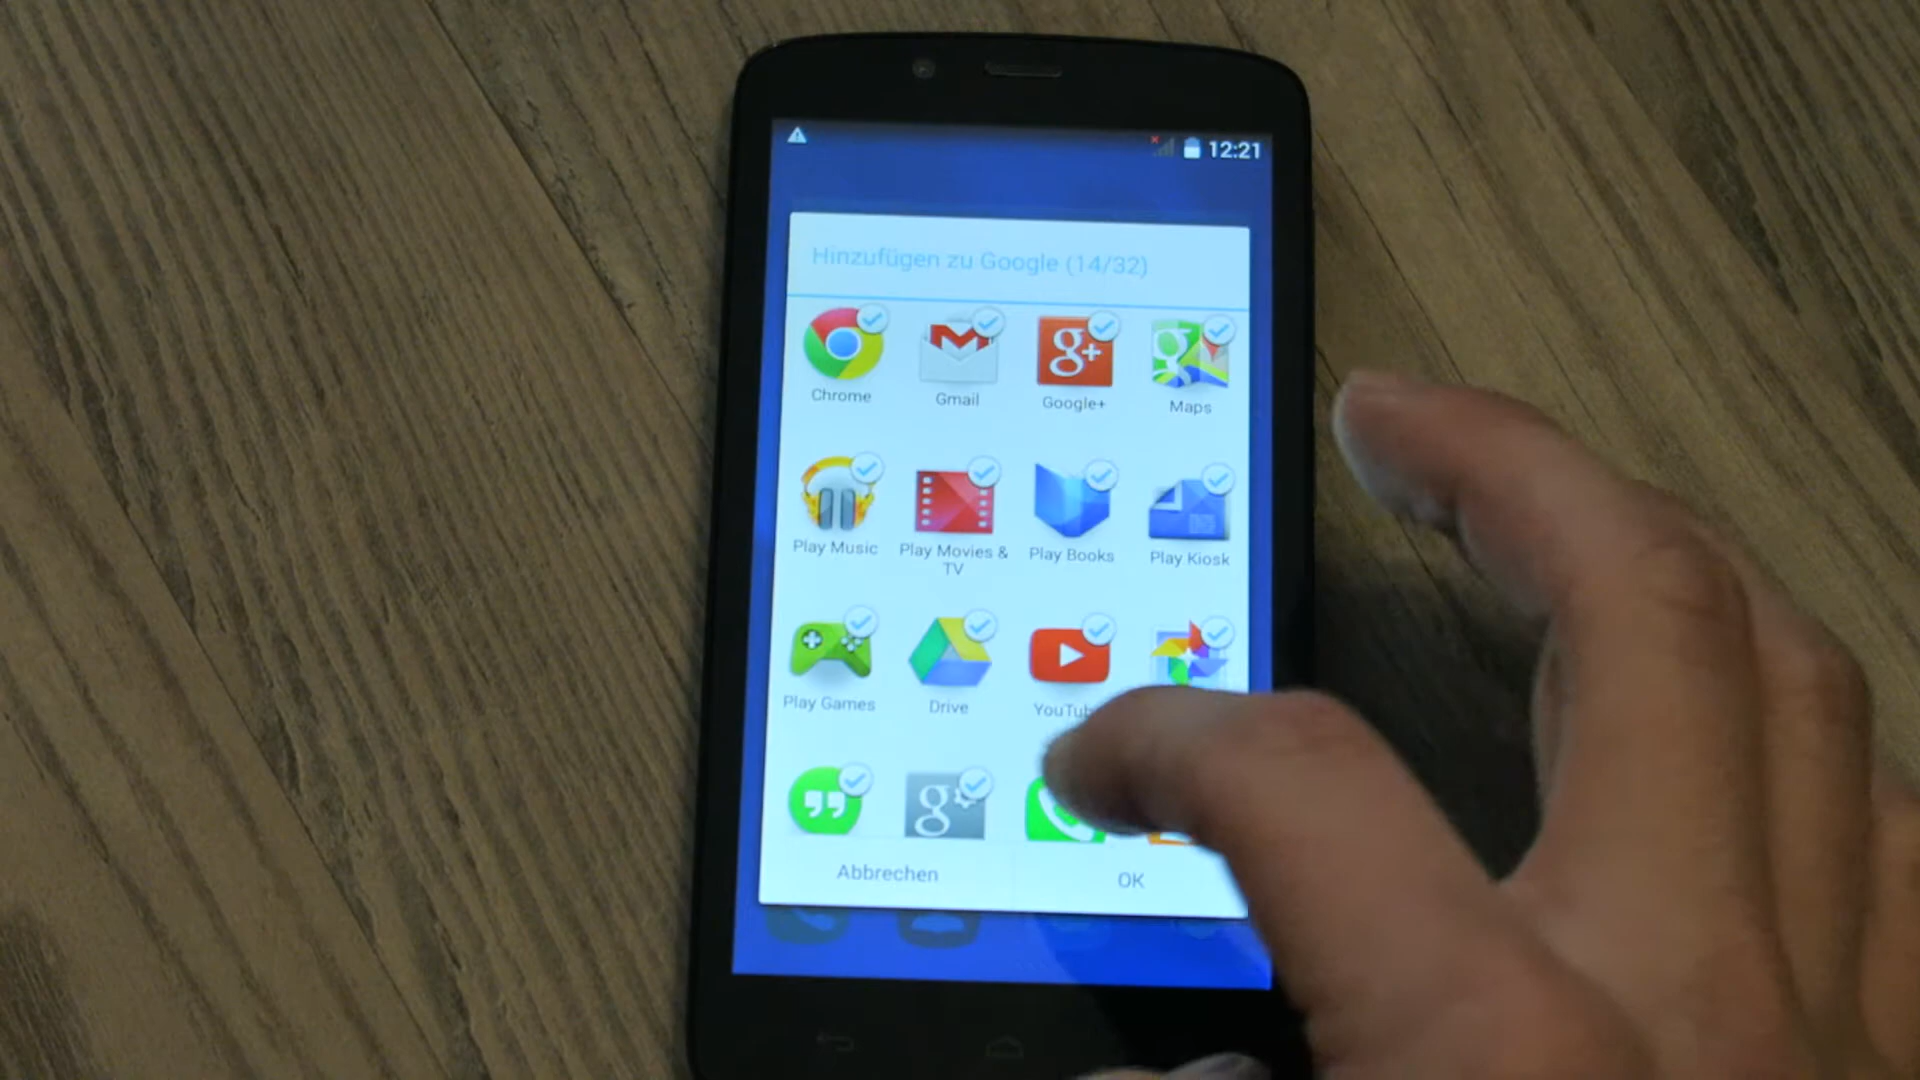 12:21
Hinzufügen zu Google (14/32)
Chrome
Gmail
Google+
Maps
Play Music
Play Movies &
TV
Play Books
Play Kiosk
Play Games
Drive
Abbrechen
OK